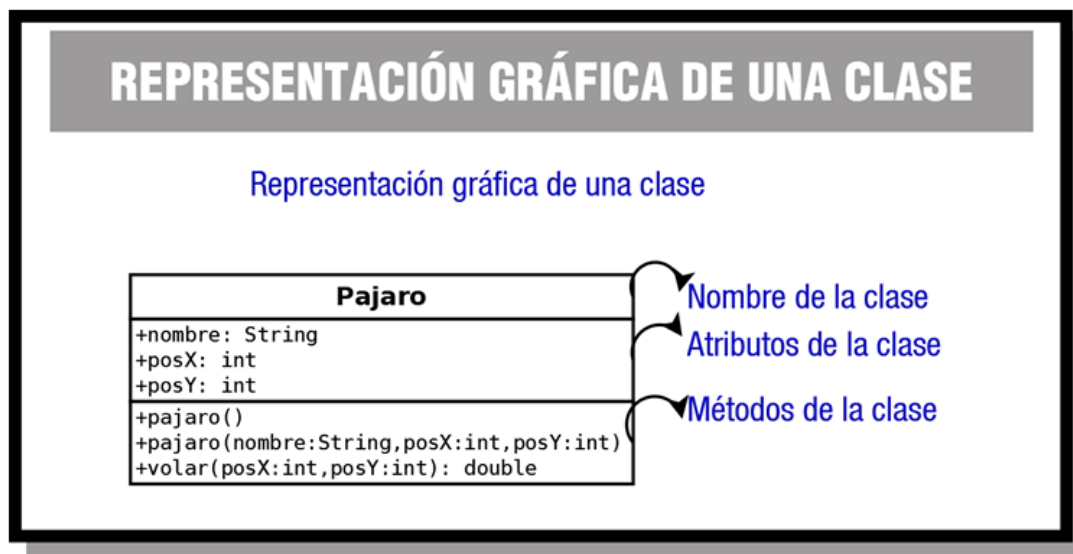 REPRESENTACIÓN GRÁFICA DE UNA CLASE
Representación gráfica de una clase
Pajaro
Nombre de la clase
+nombre: String
+posX: int
+posY: int
Atributos de la clase
+pajaro()
+pajaro(nombre:String,posX:int,posY:int)
+volar(posX:int,posY:int): double
Métodos de la clase